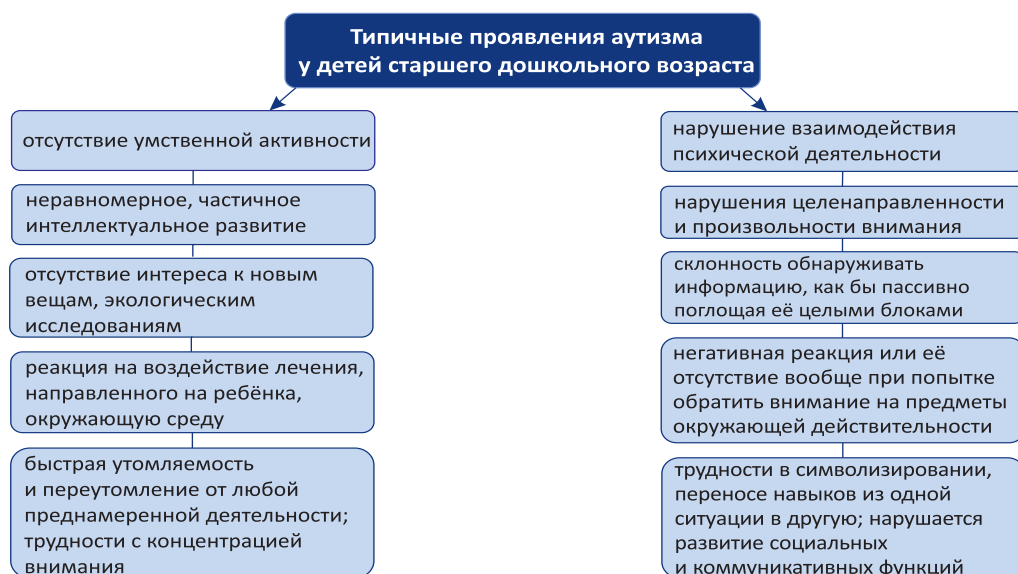 Типичные проявления аутизма
у детей старшего дошкольного возраста
отсутствие умственной активности
неравномерное, частичное
интеллектуальное развитие
отсутствие интереса к новым
вещам, экологическим
исследованиям
реакция на воздействие лечения,
направленного на ребёнка,
окружающую среду
быстрая утомляемость
и переутомление от любой
преднамеренной деятельности;
трудности с концентрацией
внимания
нарушение взаимодействия
психической деятельности
нарушения целенаправленности
и произвольности внимания
склонность обнаруживать
информацию, как бы пассивно
поглощая её целыми блоками
негативная реакция или её
отсутствие вообще при попытке
обратить внимание на предметы
окружающей действительности
трудности в символизировании,
переносе навыков из одной
ситуации в другую; нарушается
развитие социальных
и коммуникативных функций